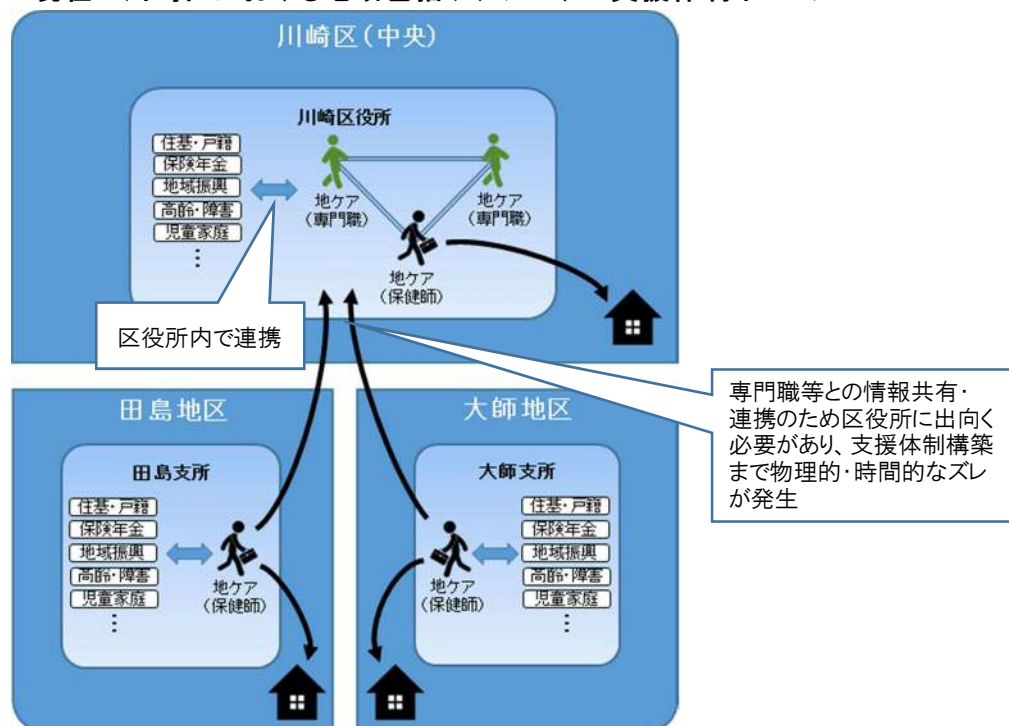 川崎区(中央)
川崎区役所
住基・戸籍
保険年金
地域振興
高齢・障害
児童家庭
⋮
地ケア
(専門職)
地ケア
(専門職)
地ケア
(保健師)
区役所内で連携
専門職等との情報共有・
連携のため区役所に出向く
必要があり、支援体制構築
まで物理的・時間的なズレ
が発生
田島地区
田島支所
住基・戸籍
保険年金
地域振興
高齢・障害
児童家庭
⋮
地ケア
(保健師)
大師地区
大師支所
地ケア
(保健師)
住基・戸籍
保険年金
地域振興
高齢・障害
児童家庭
⋮